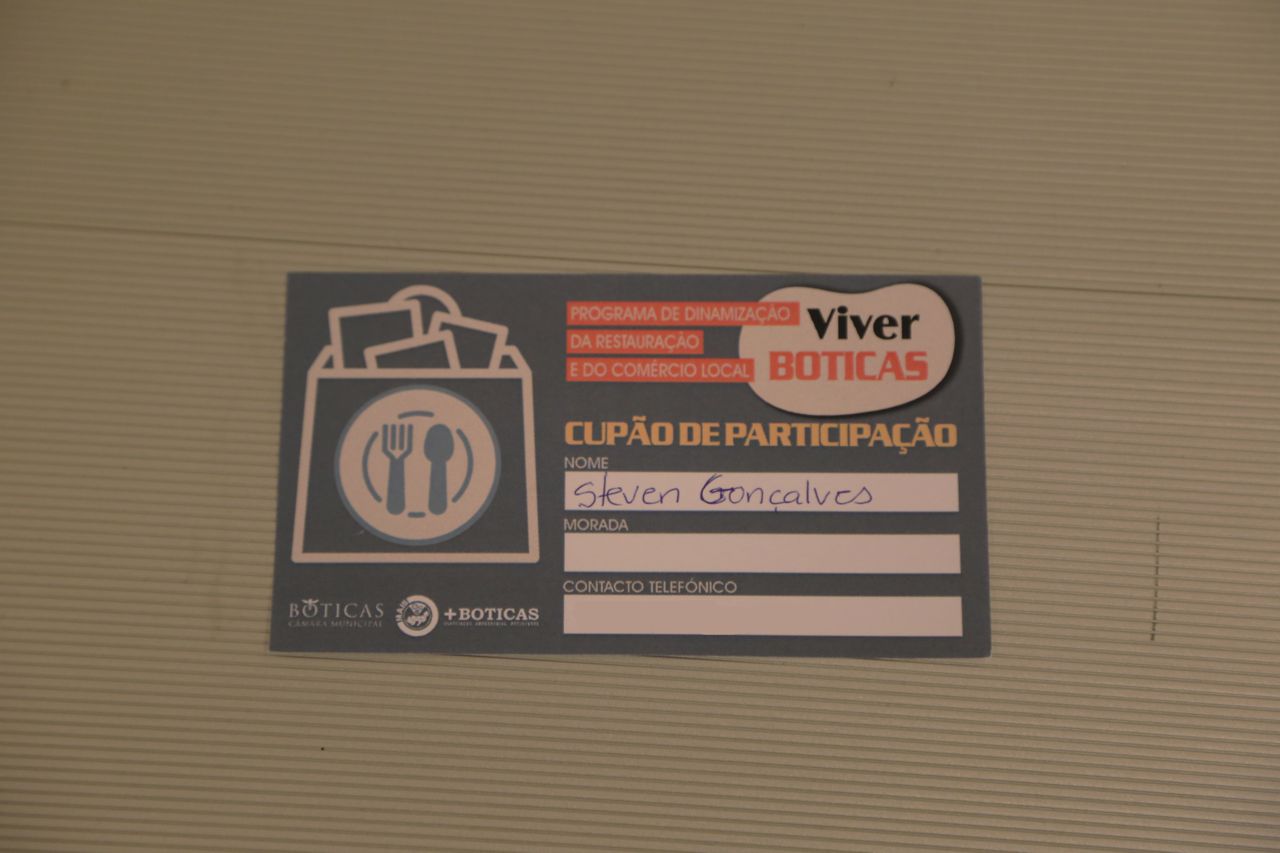 PROGRAMA DE DINAMIZAÇÃO
DA RESTAURAÇÃO
E DO COMÉRCIO LOCAL
Viver
BOTICAS
CUPÃO DE PARTICIPAÇÃO
NOME
Steven Gonçalves
MORADA
CONTACTO TELEFÓNICO
BOTICAS
CÂMARA MUNICIPAL
+BOTICAS